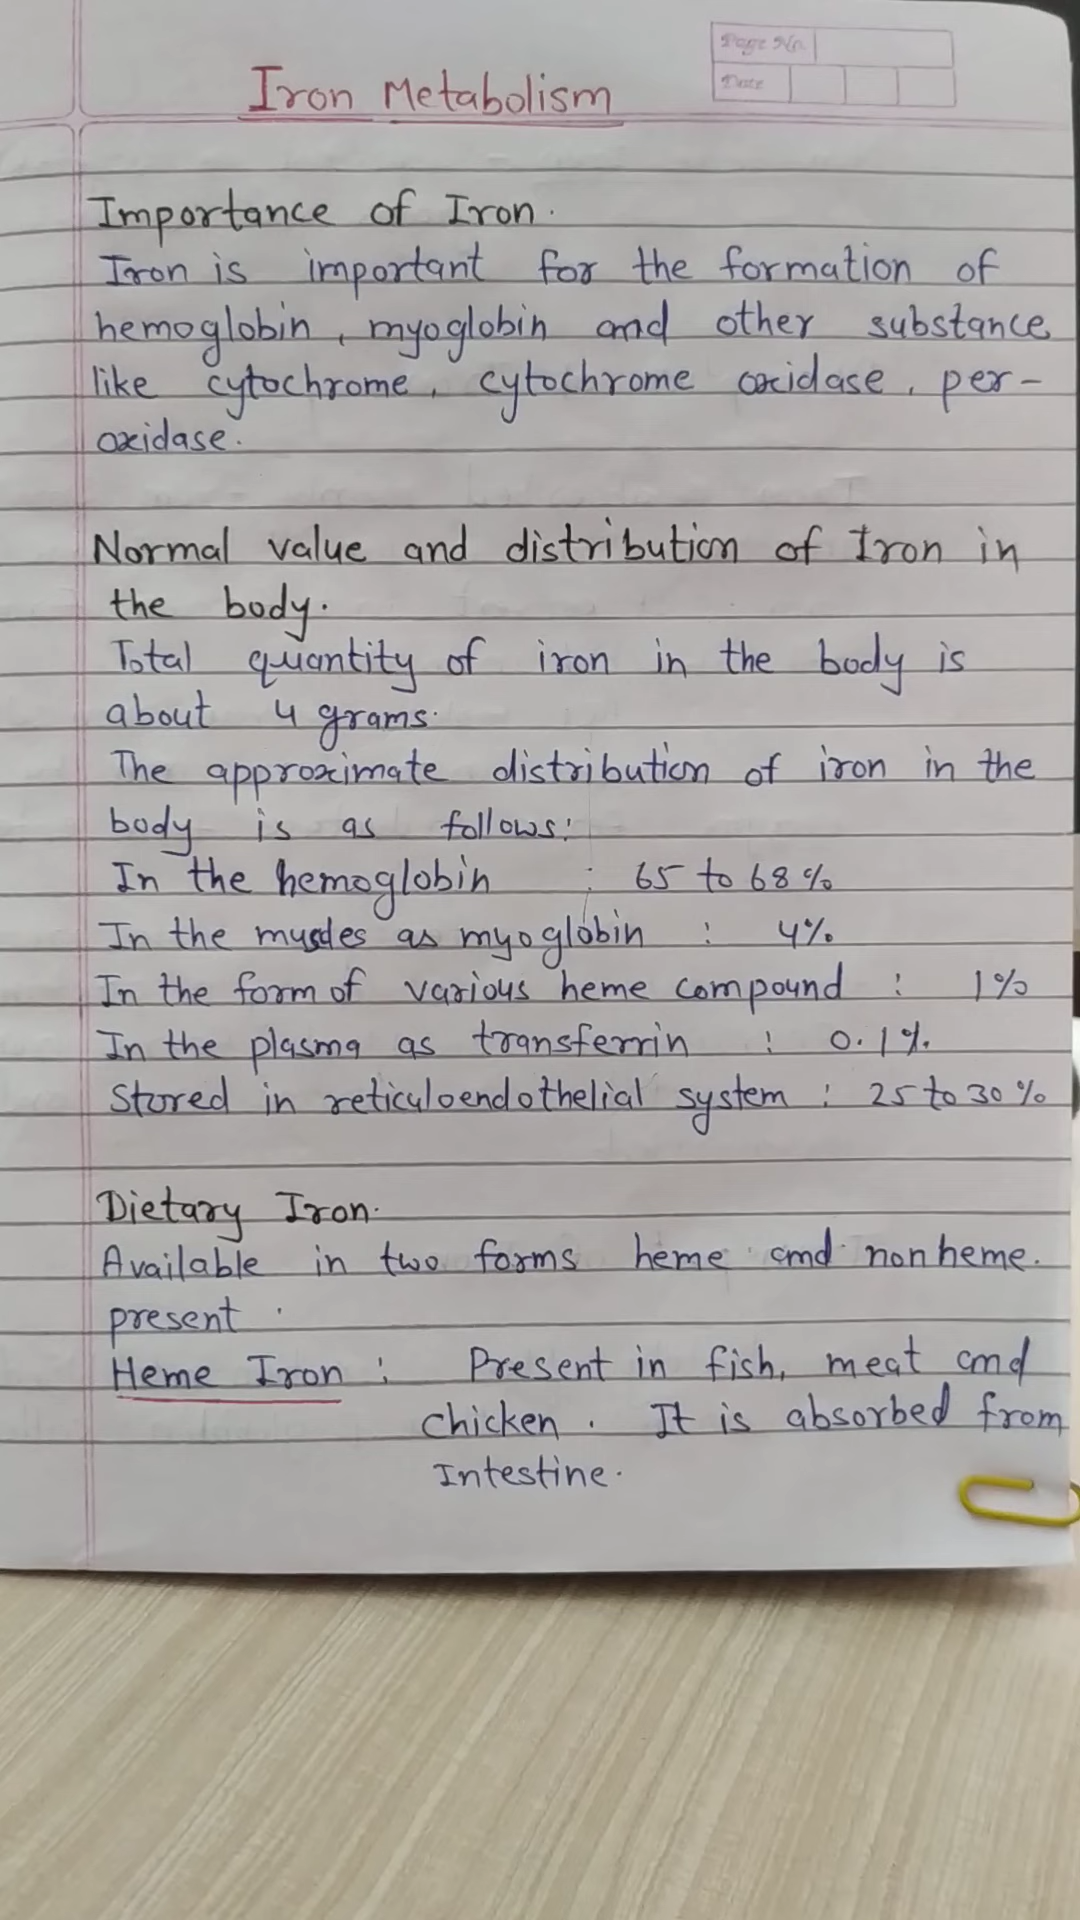 Page No.
Date
Iron Metabolism
Importance of Iron.
Iron is important for the formation of
hemoglobin, myoglobin and other substance
like cytochrome, cytochrome oxidase, per-
oxidase.
Normal value and distribution of Iron in
the body.
Total quantity of iron in the body is
about 4 grams.
The approximate distribution of iron in the
body is as follows:
In the hemoglobin : 65 to 68%
In the muscles as myoglobin : 4%
In the form of various heme compound : 1%
In the plasma as transferrin : 0.1%
Stored in reticuloendothelial system : 25 to 30%
Dietary Iron.
Available in two forms heme and nonheme.
present.
Heme Iron : Present in fish, meat and
chicken. It is absorbed from
Intestine.